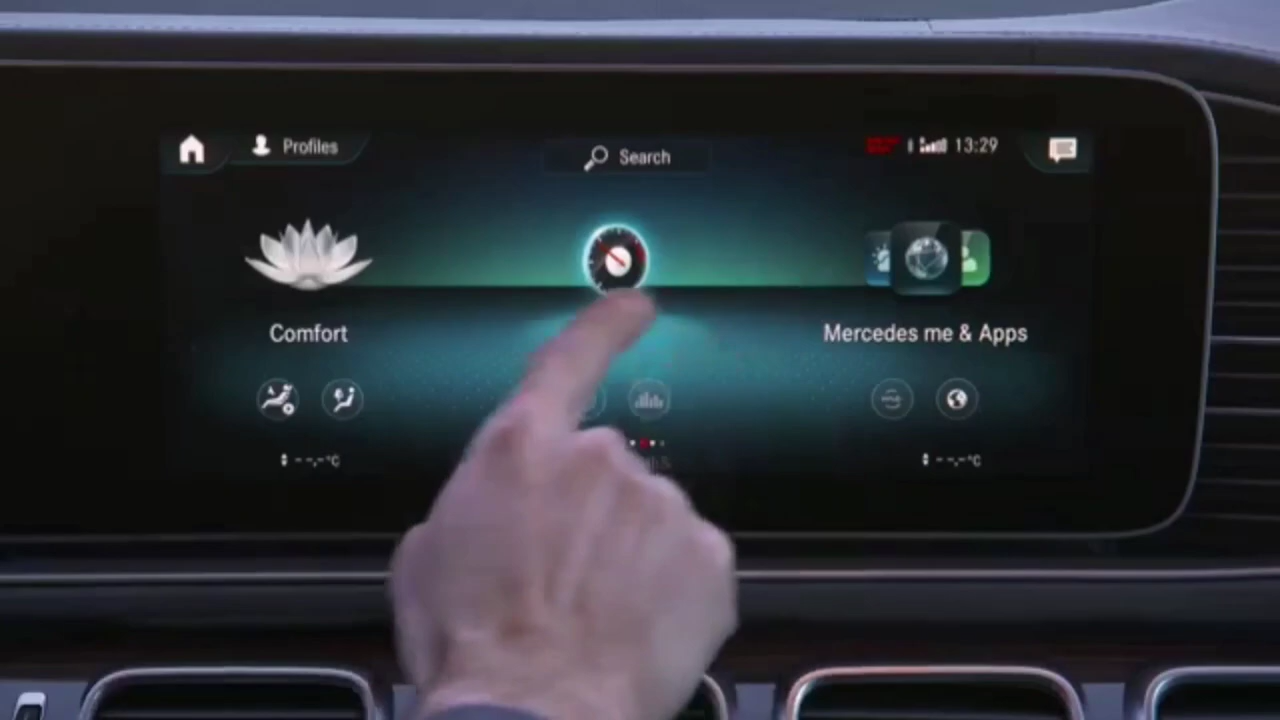 Profiles
Search
13:29
Comfort
Mercedes me & Apps
--,-°C
--,-°C